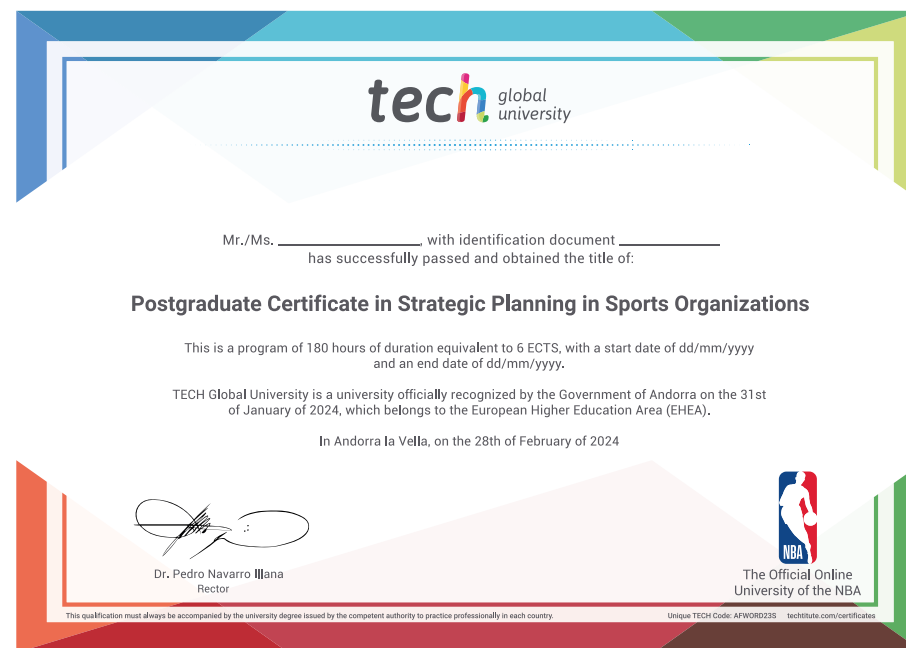 tech global university
Mr./Ms. ____________, with identification document ____________
has successfully passed and obtained the title of:
Postgraduate Certificate in Strategic Planning in Sports Organizations
This is a program of 180 hours of duration equivalent to 6 ECTS, with a start date of dd/mm/yyyy
and an end date of dd/mm/yyyy.
TECH Global University is a university officially recognized by the Government of Andorra on the 31st
of January of 2024, which belongs to the European Higher Education Area (EHEA).
In Andorra la Vella, on the 28th of February of 2024
Dr. Pedro Navarro Illana
Rector
NBA
The Official Online
University of the NBA
This qualification must always be accompanied by the university degree issued by the competent authority to practice professionally in each country.
Unique TECH Code: AFWORD23S techtitute.com/certificates